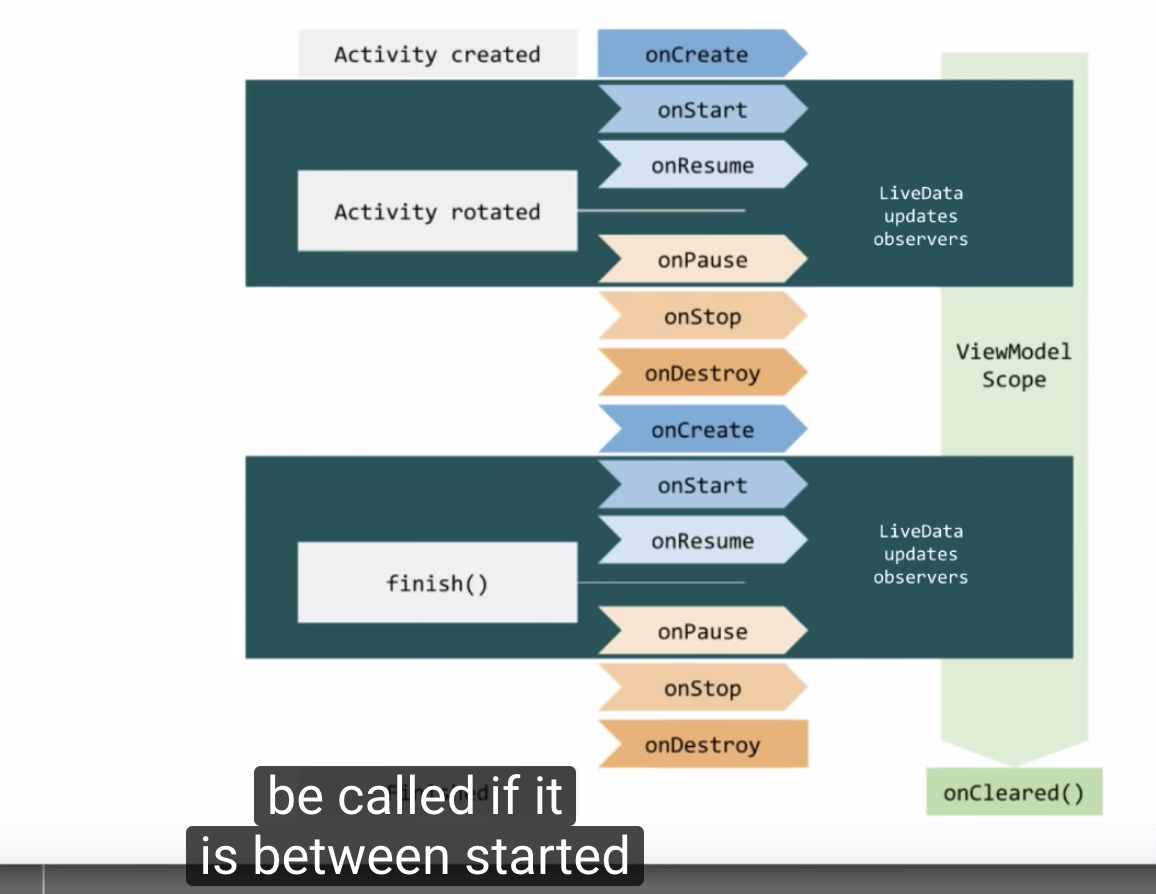 Activity created
onCreate
onStart
onResume
Activity rotated
LiveData
updates
observers
onPause
onStop
onDestroy
ViewModel
Scope
onCreate
onStart
onResume
LiveData
updates
observers
finish()
onPause
onStop
onDestroy
onCleared()
be called if it
is between started